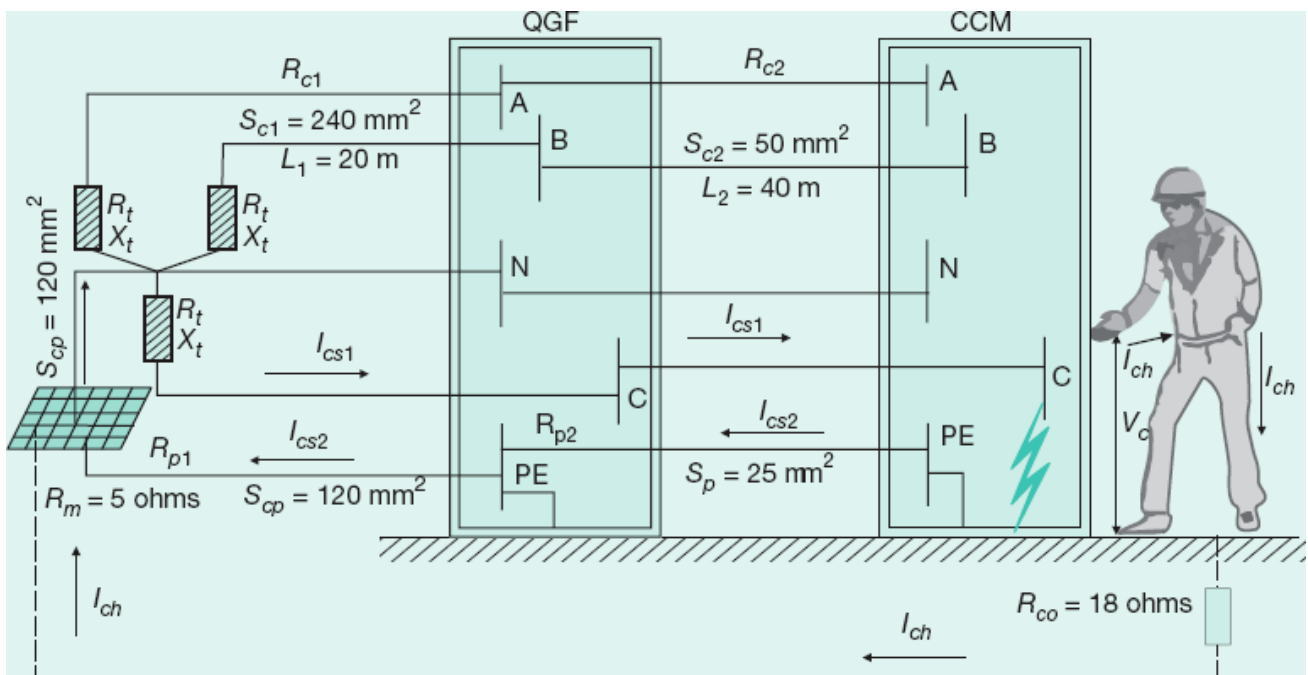 QGF
CCM
R_c1
R_c2
A
A
S_c1 = 240 mm²
B
S_c2 = 50 mm²
B
L_1 = 20 m
L_2 = 40 m
S_cp = 120 mm²
R_t
X_t
R_t
X_t
N
N
R_t
X_t
I_cs1
I_cs1
I_ch
I_ch
C
C
V_c
I_cs2
R_p2
I_cs2
PE
R_p1
PE
S_p = 25 mm²
R_m = 5 ohms
S_cp = 120 mm²
I_ch
R_co = 18 ohms
I_ch